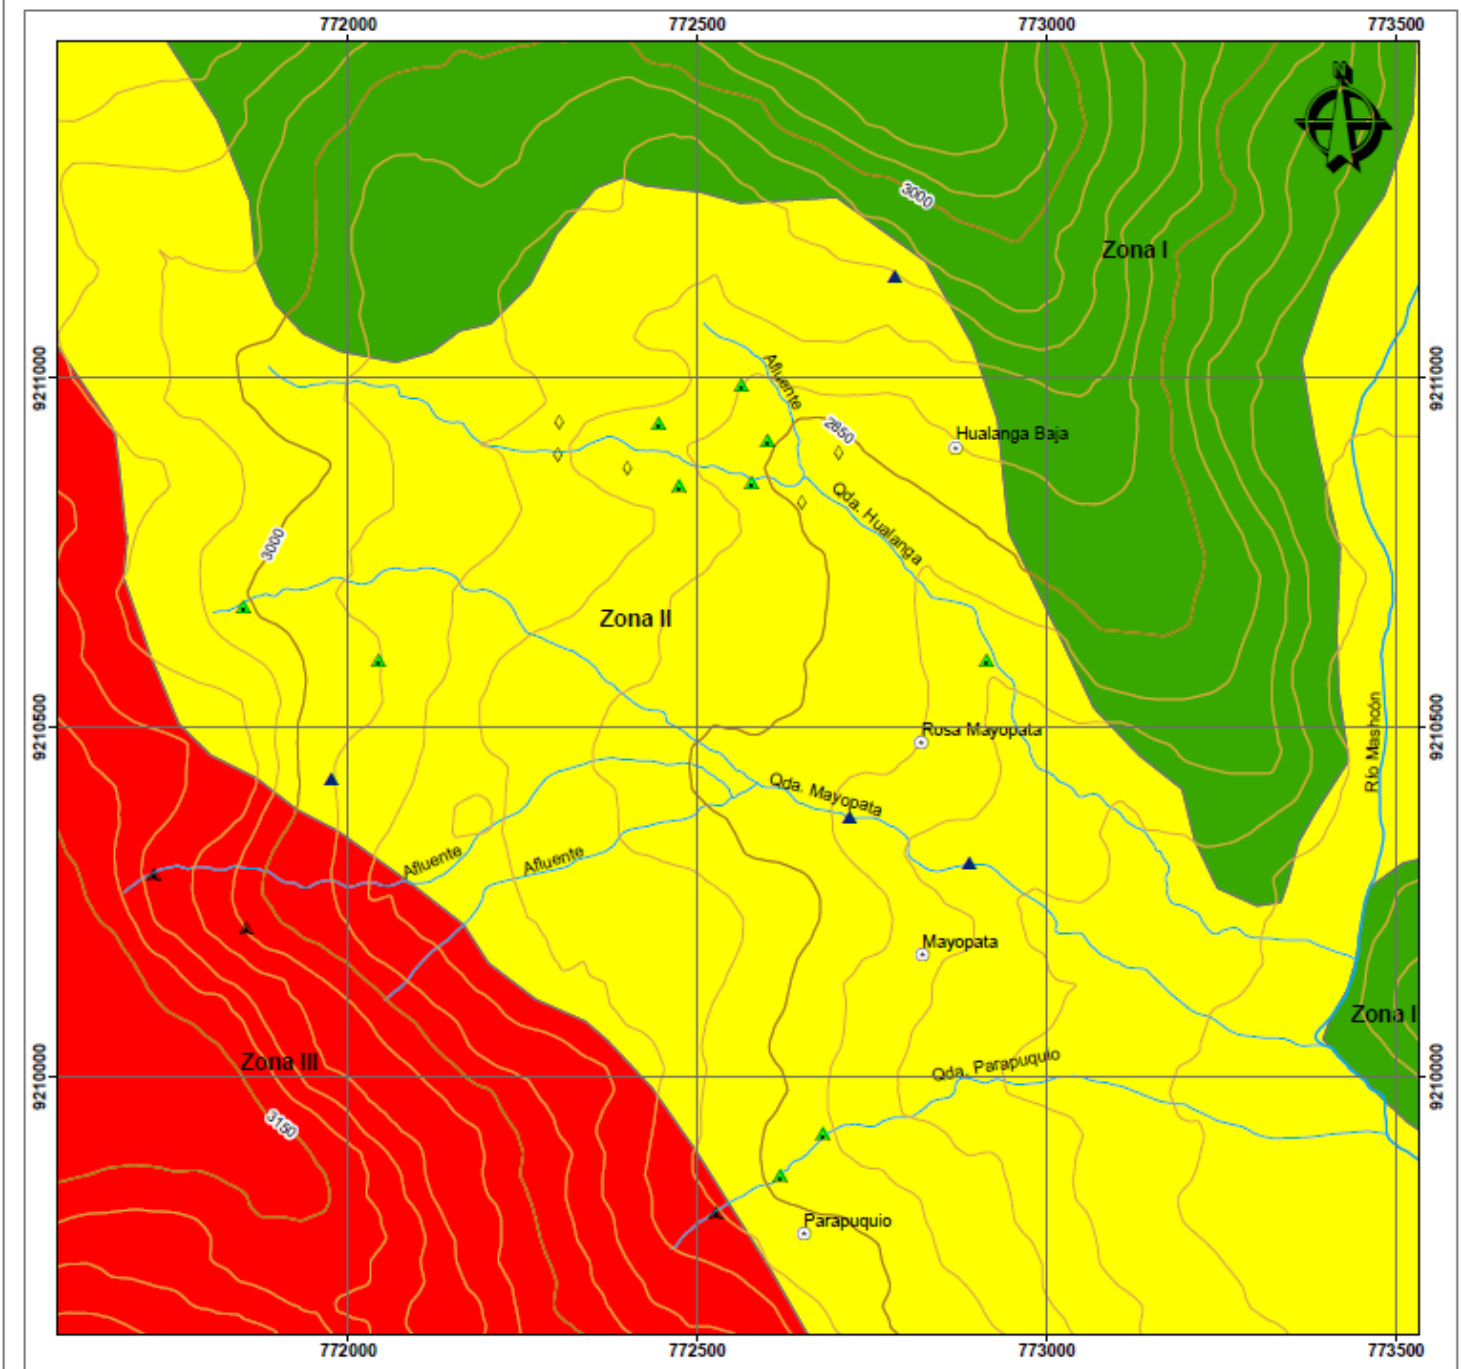 772000 772500 773000 773500
N
3000
Zona I
9211000 9211000
Afluente
2850
Hualanga Baja
Qda. Hualanga
3000
Zona II
9210500 9210500
Rosa Mayopata
Río Mascón
Qda. Mayopata
Afluente
Afluente
Mayopata
Zona I
Zona III
9210000 9210000
Qda. Parapuquio
3150
Parapuquio
772000 772500 773000 773500